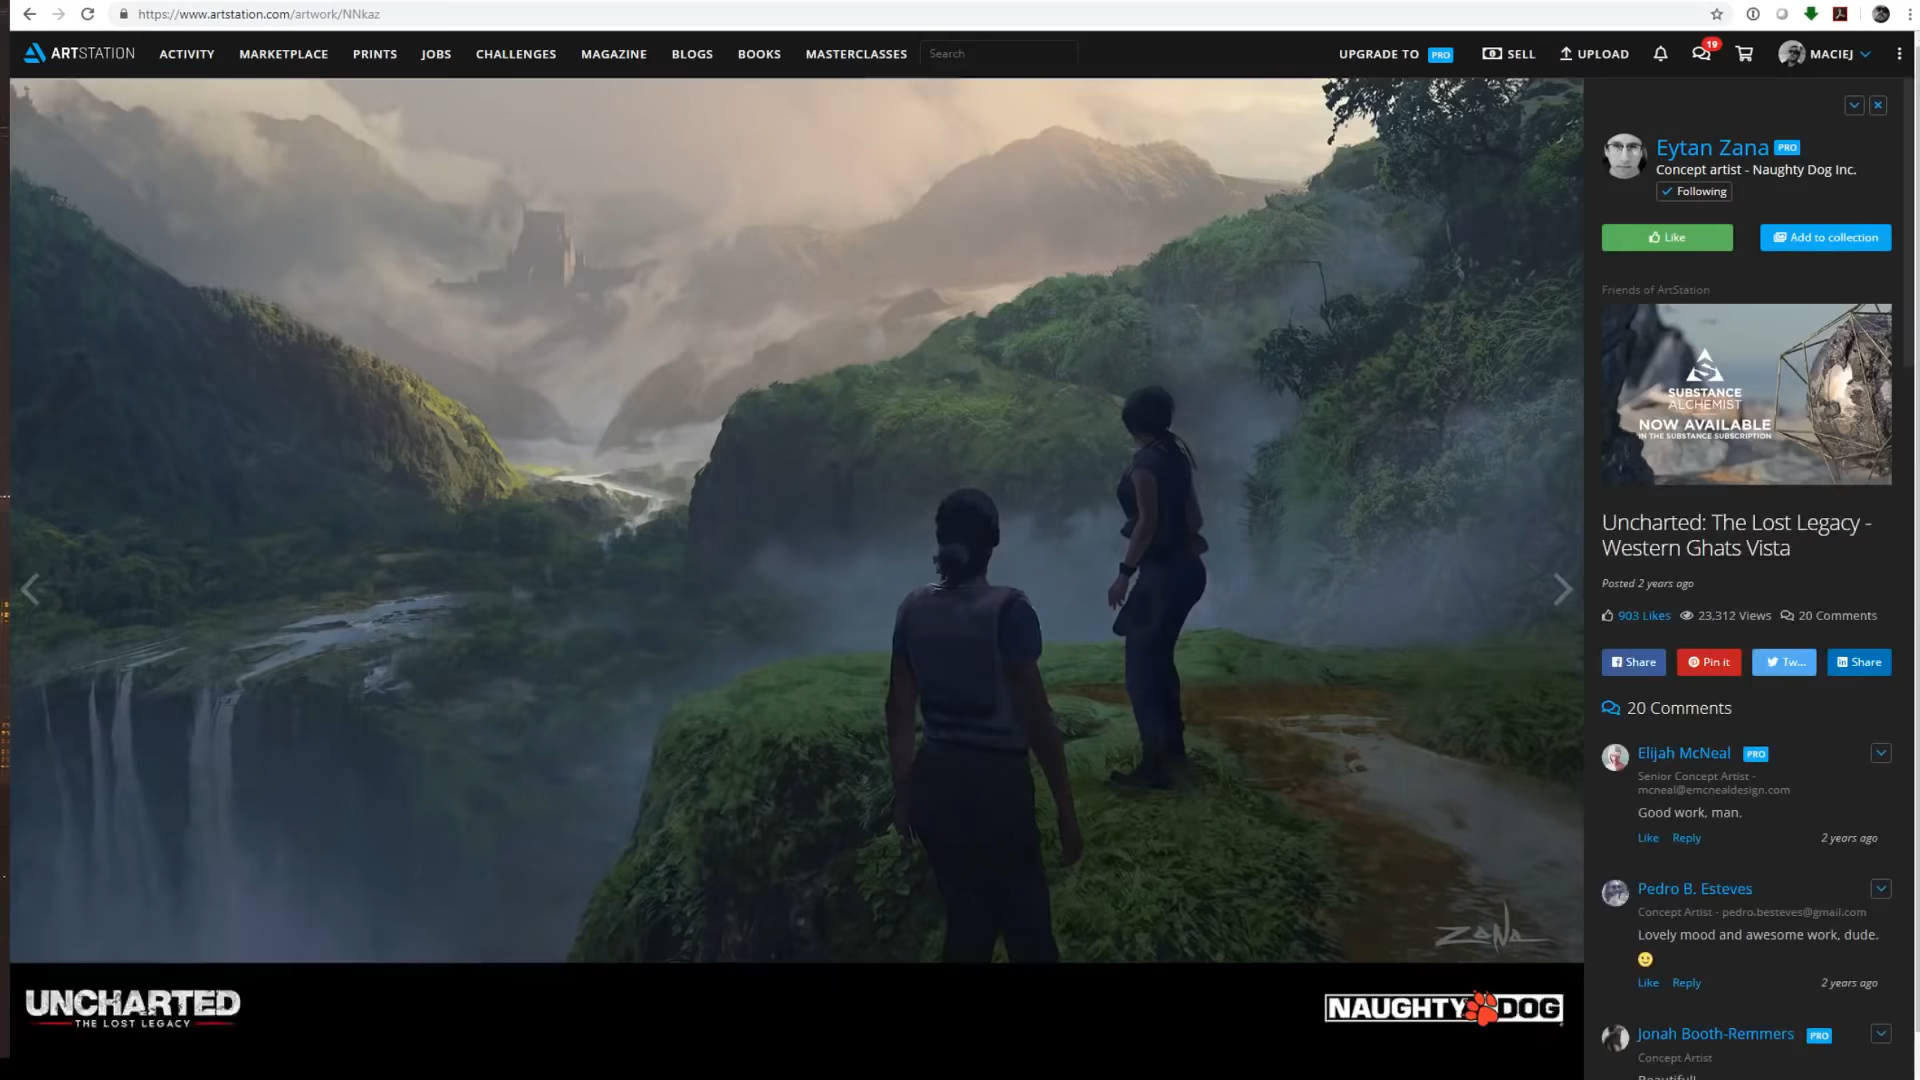 https://www.artstation.com/artwork/NNkaz
ARTSTATION ACTIVITY MARKETPLACE PRINTS JOBS CHALLENGES MAGAZINE BLOGS BOOKS MASTERCLASSES Search UPGRADE TO PRO SELL UPLOAD 19 MACIEJ
Eytan Zana PRO
Concept artist - Naughty Dog Inc.
Following
Like Add to collection
Friends of ArtStation
SUBSTANCE
ALCHEMIST
NOW AVAILABLE
IN THE SUBSTANCE SUBSCRIPTION
Uncharted: The Lost Legacy -
Western Ghats Vista
Posted 2 years ago
903 Likes 23,312 Views 20 Comments
Share Pin it Tw... Share
20 Comments
Elijah McNeal PRO
Senior Concept Artist -
mcneal@emcnealdesign.com
Good work, man.
Like Reply 2 years ago
Pedro B. Esteves
Concept Artist - pedro.besteves@gmail.com
Lovely mood and awesome work, dude.
Like Reply 2 years ago
Jonah Booth-Remmers PRO
Concept Artist
Beautiful!
ZANA
UNCHARTED
THE LOST LEGACY
NAUGHTY DOG